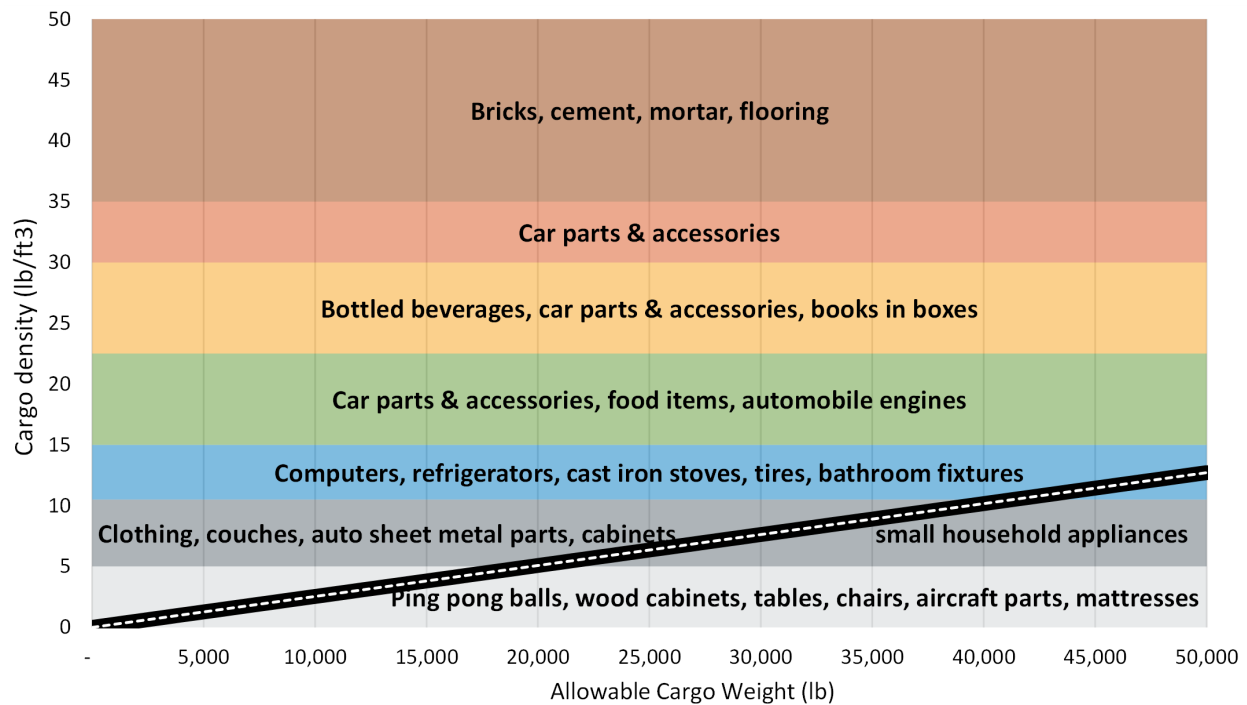 50
45
Bricks, cement, mortar, flooring
40
35
Car parts & accessories
30
Bottled beverages, car parts & accessories, books in boxes
25
20
Car parts & accessories, food items, automobile engines
15
Computers, refrigerators, cast iron stoves, tires, bathroom fixtures
10
Clothing, couches, auto sheet metal parts, cabinets small household appliances
5
Ping pong balls, wood cabinets, tables, chairs, aircraft parts, mattresses
0
Cargo density (lb/ft3)
- 5,000 10,000 15,000 20,000 25,000 30,000 35,000 40,000 45,000 50,000
Allowable Cargo Weight (lb)